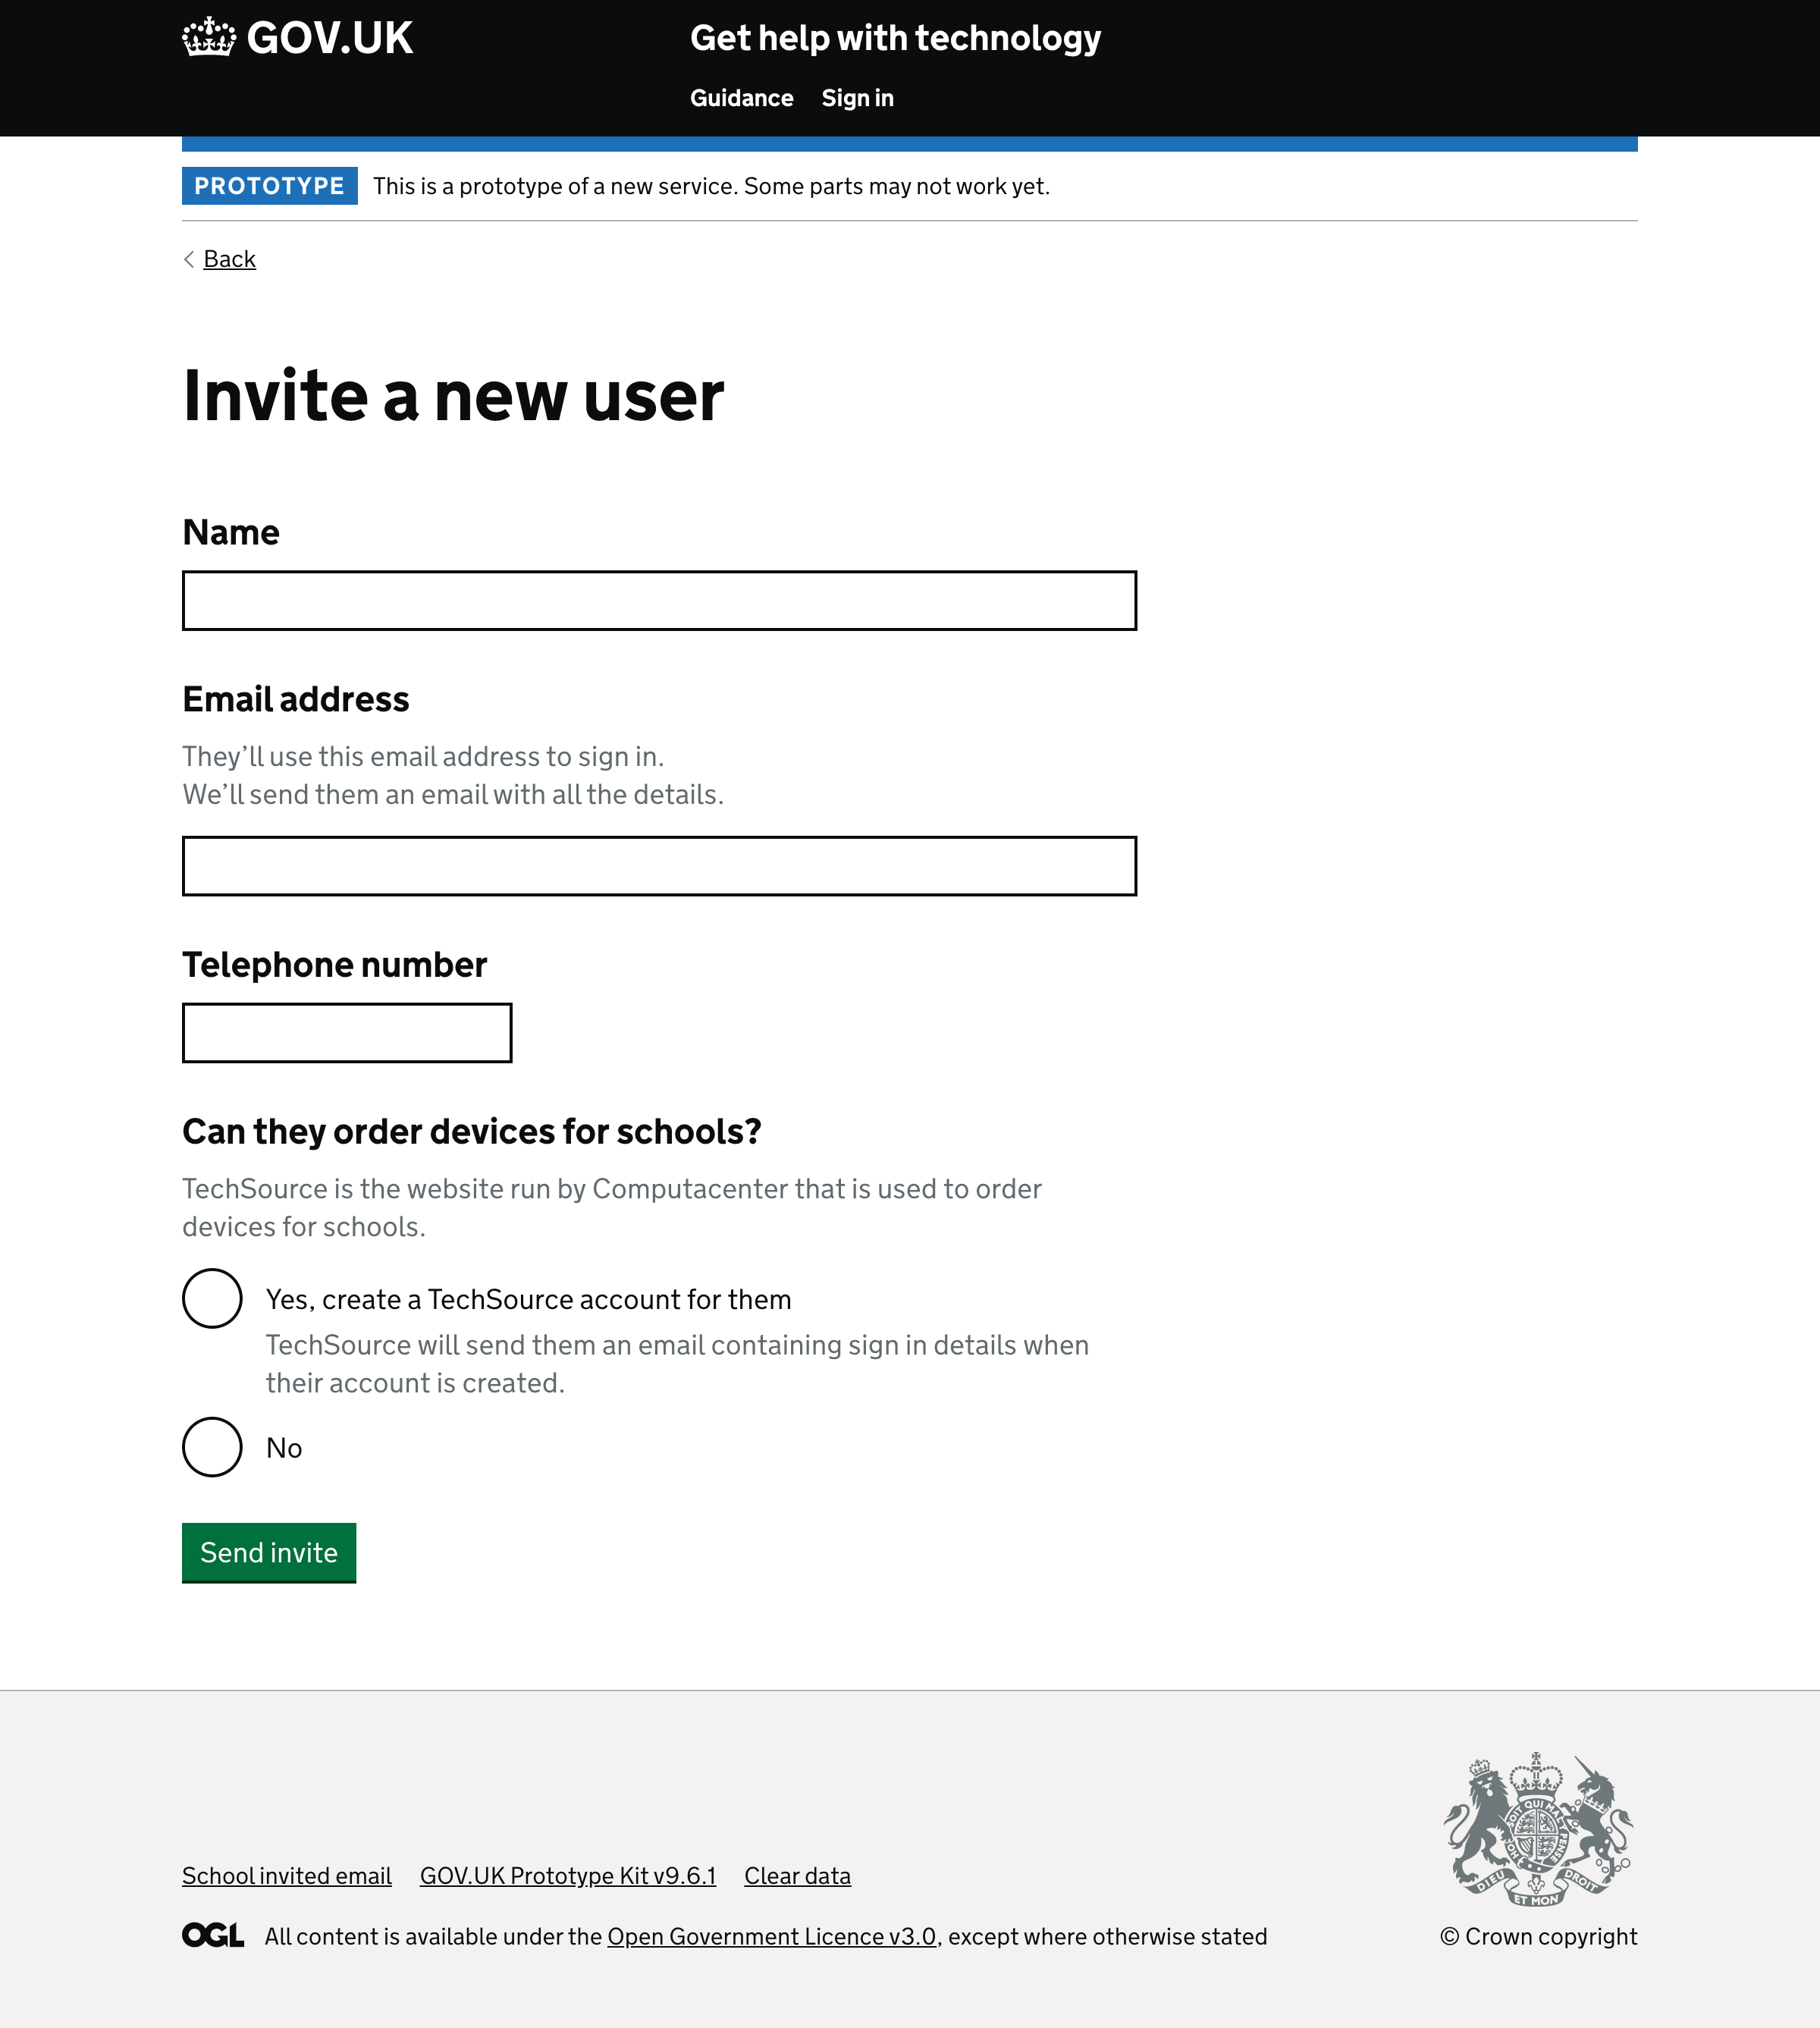 GOV.UK
Get help with technology
Guidance Sign in
PROTOTYPE This is a prototype of a new service. Some parts may not work yet.
Back
Invite a new user
Name
Email address
They’ll use this email address to sign in.
We’ll send them an email with all the details.
Telephone number
Can they order devices for schools?
TechSource is the website run by Computacenter that is used to order
devices for schools.
Yes, create a TechSource account for them
TechSource will send them an email containing sign in details when
their account is created.
No
Send invite
School invited email GOV.UK Prototype Kit v9.6.1 Clear data
OGL All content is available under the Open Government Licence v3.0, except where otherwise stated
DIEU ET MON DROIT
© Crown copyright